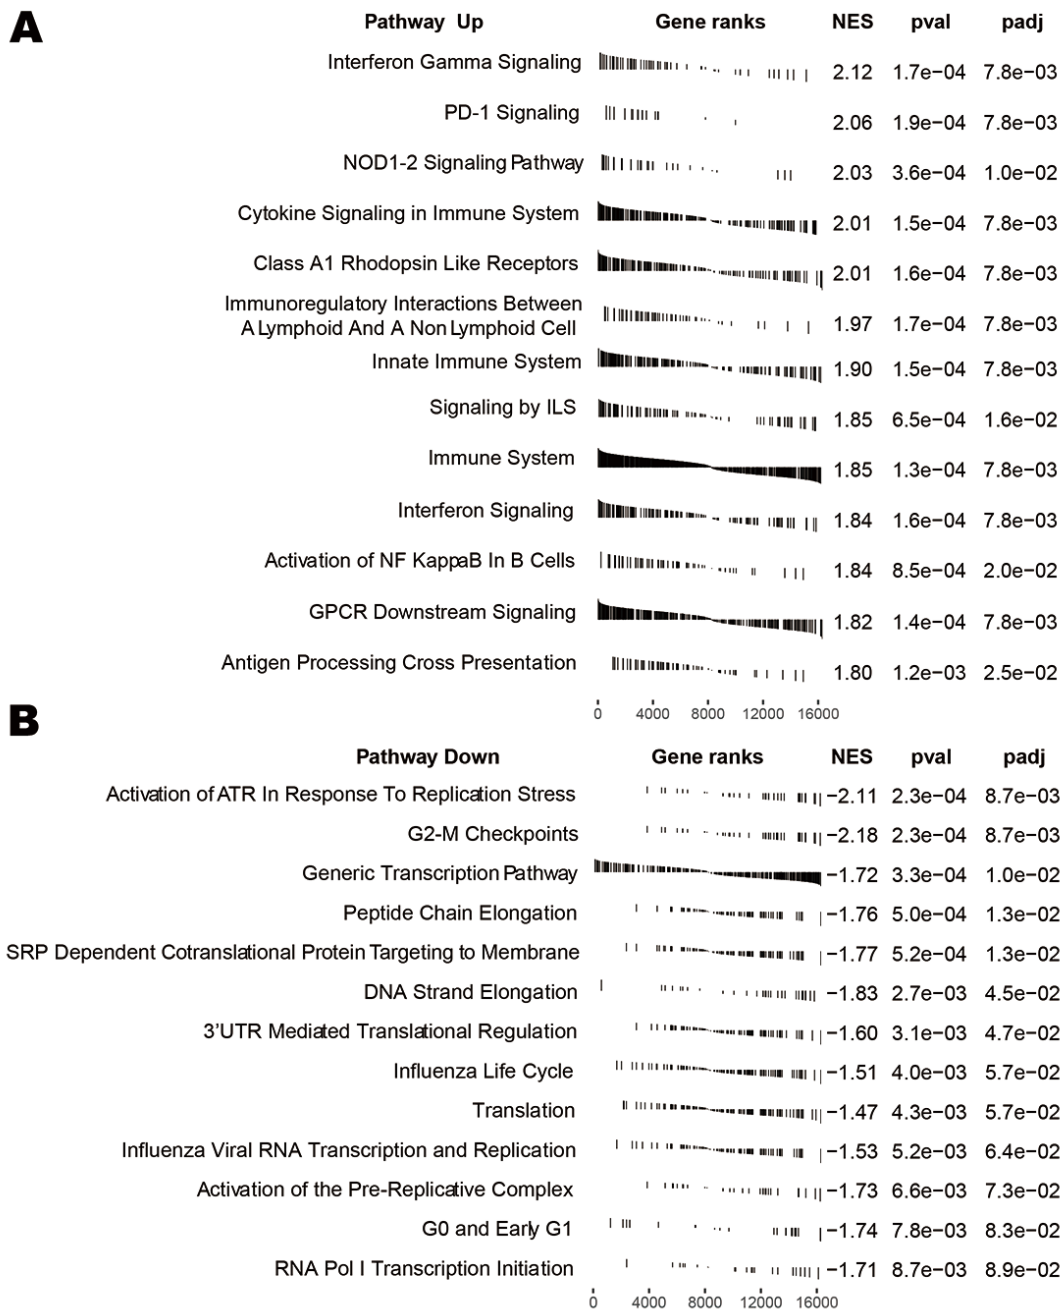 A
Pathway Up Gene ranks NES pval padj
Interferon Gamma Signaling 2.12 1.7e−04 7.8e−03
PD-1 Signaling 2.06 1.9e−04 7.8e−03
NOD1-2 Signaling Pathway 2.03 3.6e−04 1.0e−02
Cytokine Signaling in Immune System 2.01 1.5e−04 7.8e−03
Class A1 Rhodopsin Like Receptors 2.01 1.6e−04 7.8e−03
Immunoregulatory Interactions Between
A Lymphoid And A Non Lymphoid Cell 1.97 1.7e−04 7.8e−03
Innate Immune System 1.90 1.5e−04 7.8e−03
Signaling by ILS 1.85 6.5e−04 1.6e−02
Immune System 1.85 1.3e−04 7.8e−03
Interferon Signaling 1.84 1.6e−04 7.8e−03
Activation of NF KappaB In B Cells 1.84 8.5e−04 2.0e−02
GPCR Downstream Signaling 1.82 1.4e−04 7.8e−03
Antigen Processing Cross Presentation 1.80 1.2e−03 2.5e−02
0 4000 8000 12000 16000
B
Pathway Down Gene ranks NES pval padj
Activation of ATR In Response To Replication Stress −2.11 2.3e−04 8.7e−03
G2-M Checkpoints −2.18 2.3e−04 8.7e−03
Generic Transcription Pathway −1.72 3.3e−04 1.0e−02
Peptide Chain Elongation −1.76 5.0e−04 1.3e−02
SRP Dependent Cotranslational Protein Targeting to Membrane −1.77 5.2e−04 1.3e−02
DNA Strand Elongation −1.83 2.7e−03 4.5e−02
3’UTR Mediated Translational Regulation −1.60 3.1e−03 4.7e−02
Influenza Life Cycle −1.51 4.0e−03 5.7e−02
Translation −1.47 4.3e−03 5.7e−02
Influenza Viral RNA Transcription and Replication −1.53 5.2e−03 6.4e−02
Activation of the Pre-Replicative Complex −1.73 6.6e−03 7.3e−02
G0 and Early G1 −1.74 7.8e−03 8.3e−02
RNA Pol I Transcription Initiation −1.71 8.7e−03 8.9e−02
0 4000 8000 12000 16000